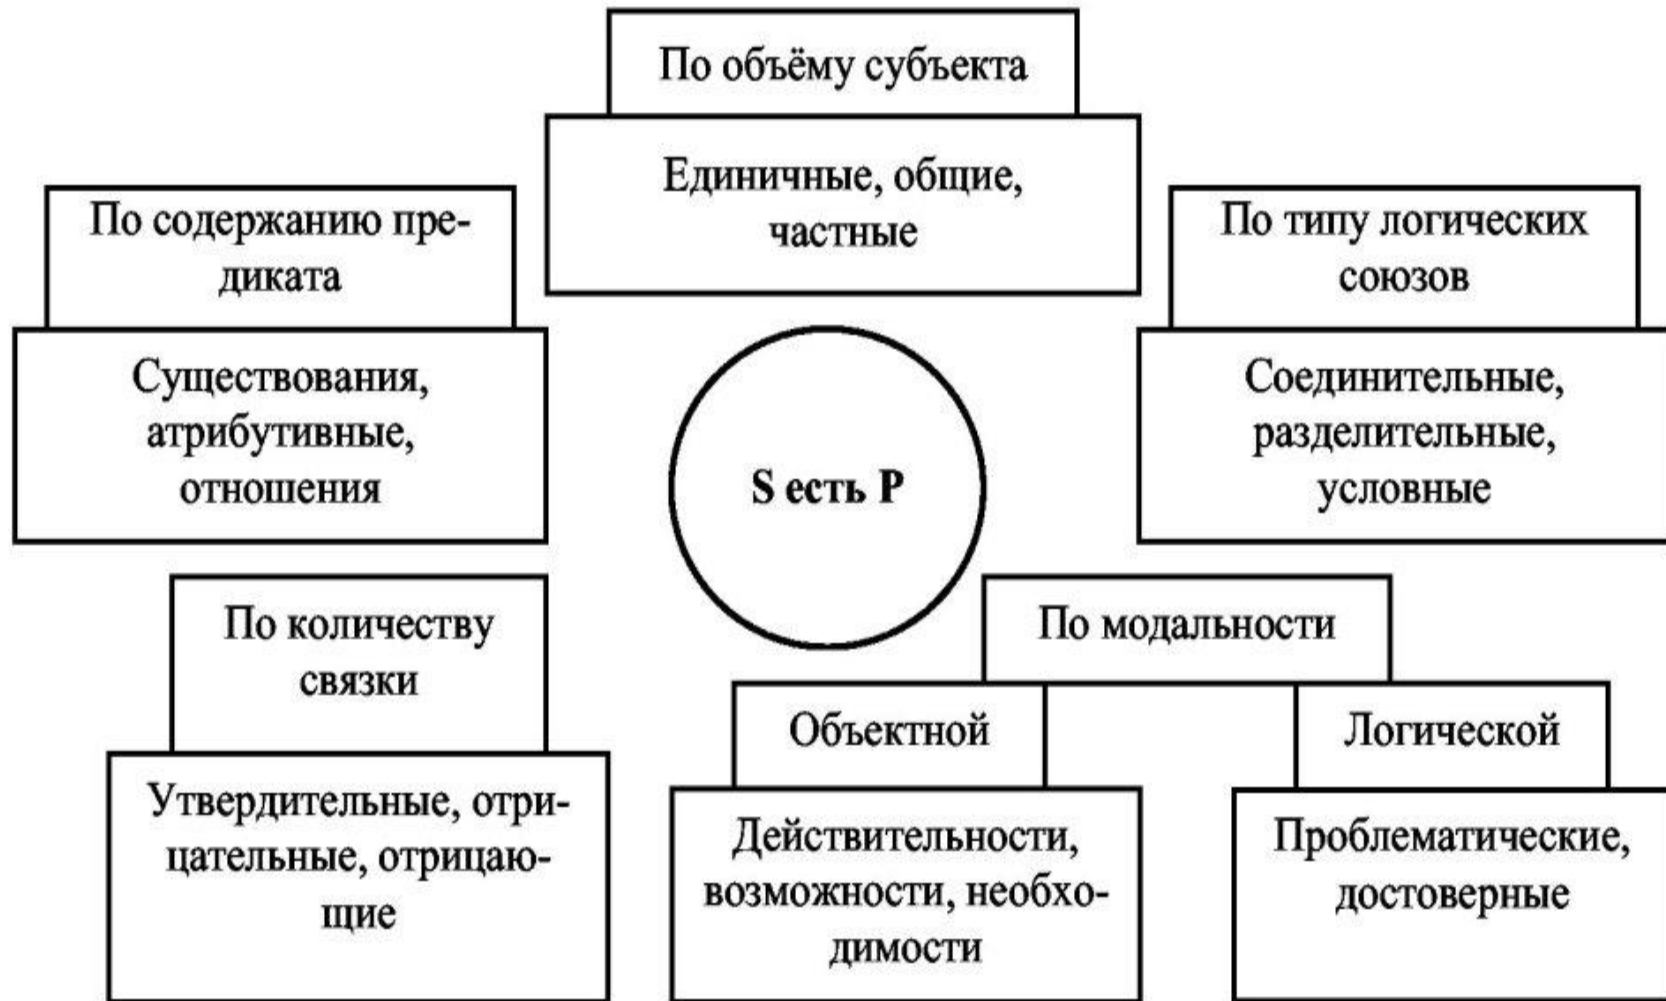 По объёму субъекта
Единичные, общие,
частные
По содержанию пре-
диката
Существования,
атрибутивные,
отношения
По типу логических
союзов
Соединительные,
разделительные,
условные
S есть P
По количеству
связки
Утвердительные, отри-
цательные, отрицаю-
щие
По модальности
Объектной
Действительности,
возможности, необхо-
димости
Логической
Проблематические,
достоверные